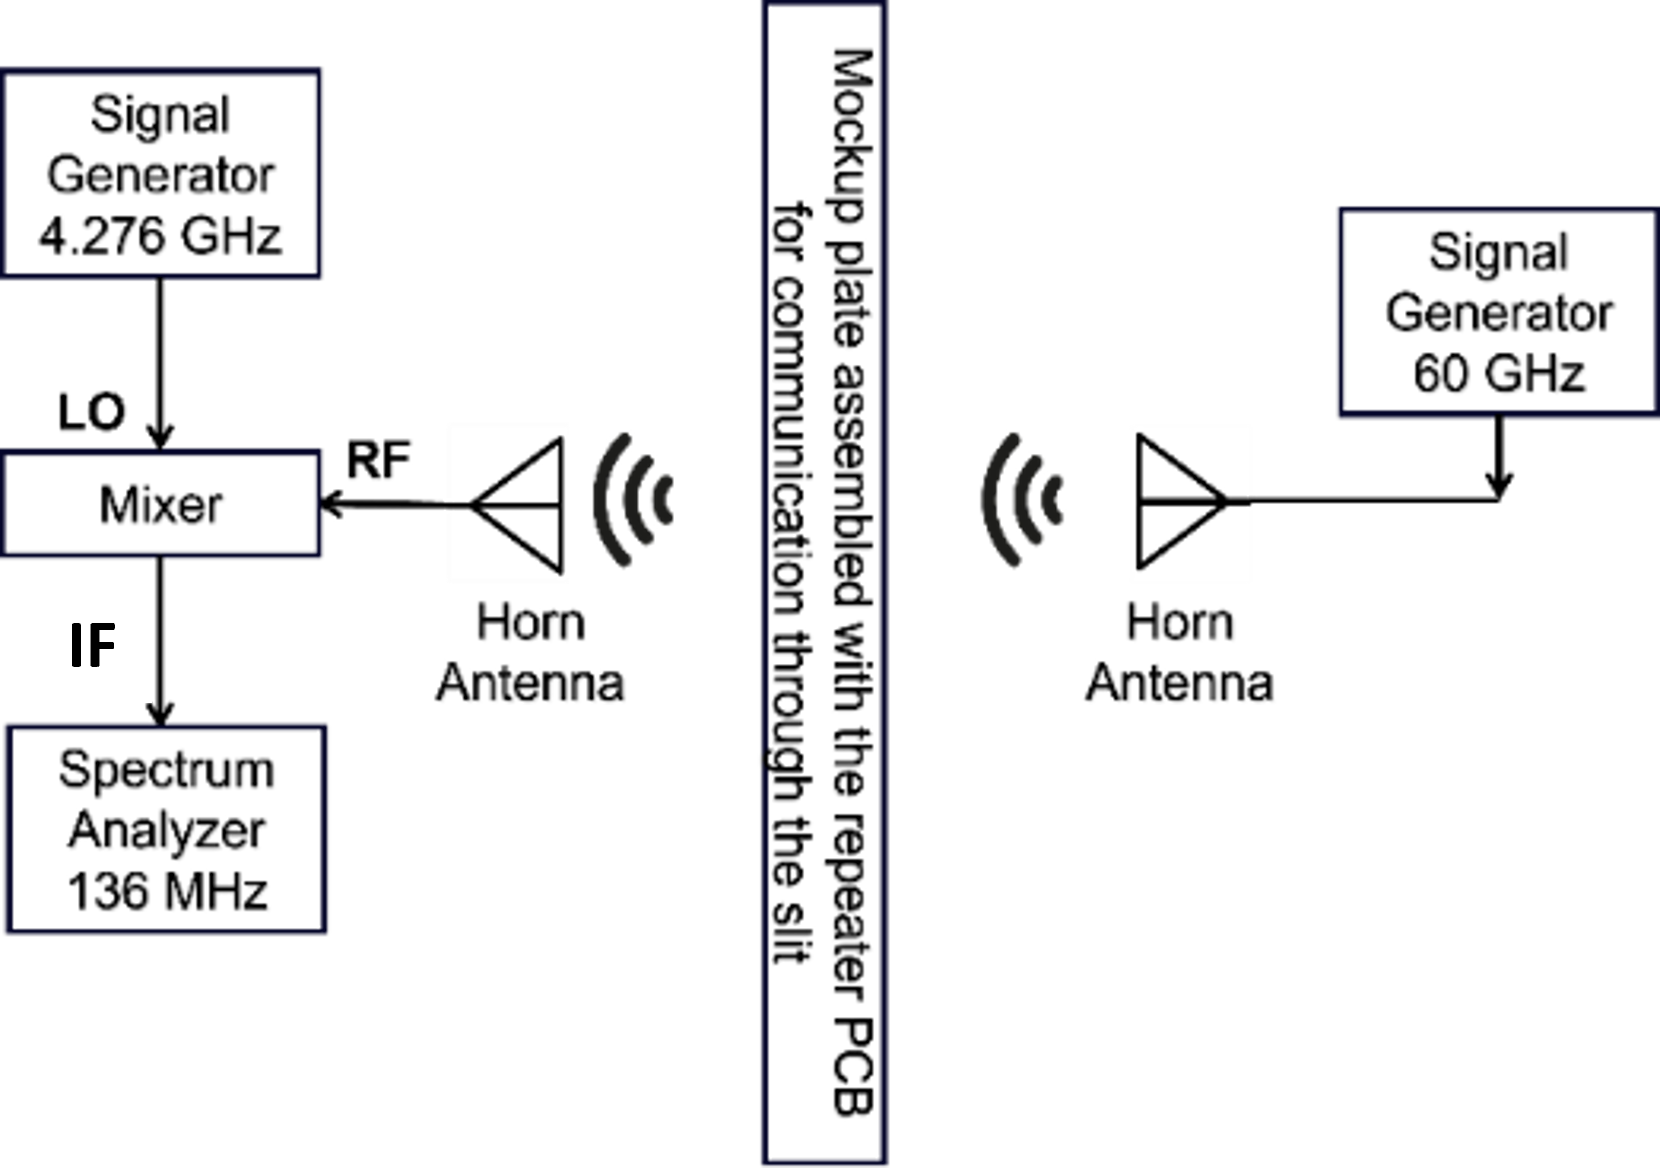 Signal
Generator
4.276 GHz
LO
Mixer
RF
IF
Spectrum
Analyzer
136 MHz
Horn
Antenna
Mockup plate assembled with the repeater PCB
for communication through the slit
Horn
Antenna
Signal
Generator
60 GHz